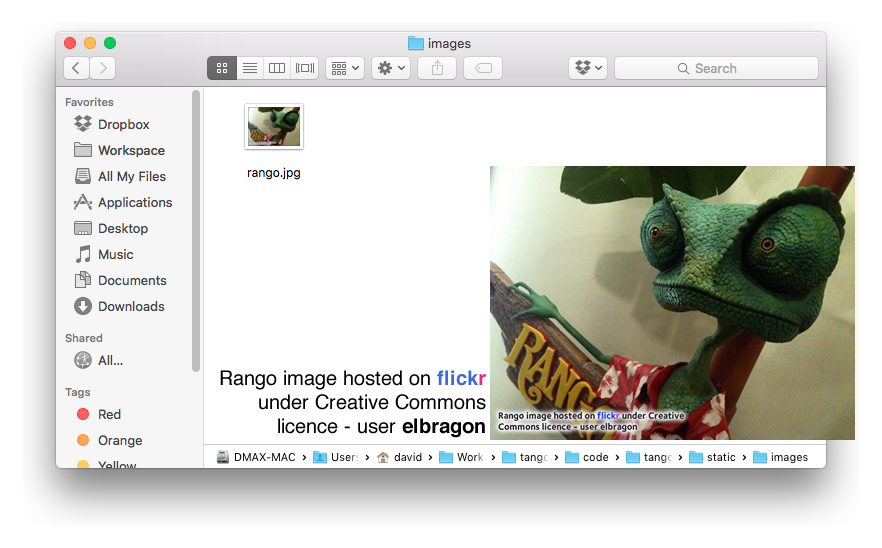 images
Search
Favorites
Dropbox
Workspace
All My Files
Applications
Desktop
Music
Documents
Downloads
Shared
All...
Tags
Red
Orange
Yellow
rango.jpg
RANGO
Rango image hosted on flickr under Creative
Commons licence - user elbragon
Rango image hosted on flickr
under Creative Commons
licence - user elbragon
DMAX-MAC › Users › david › Work › tango › code › tango › static › images